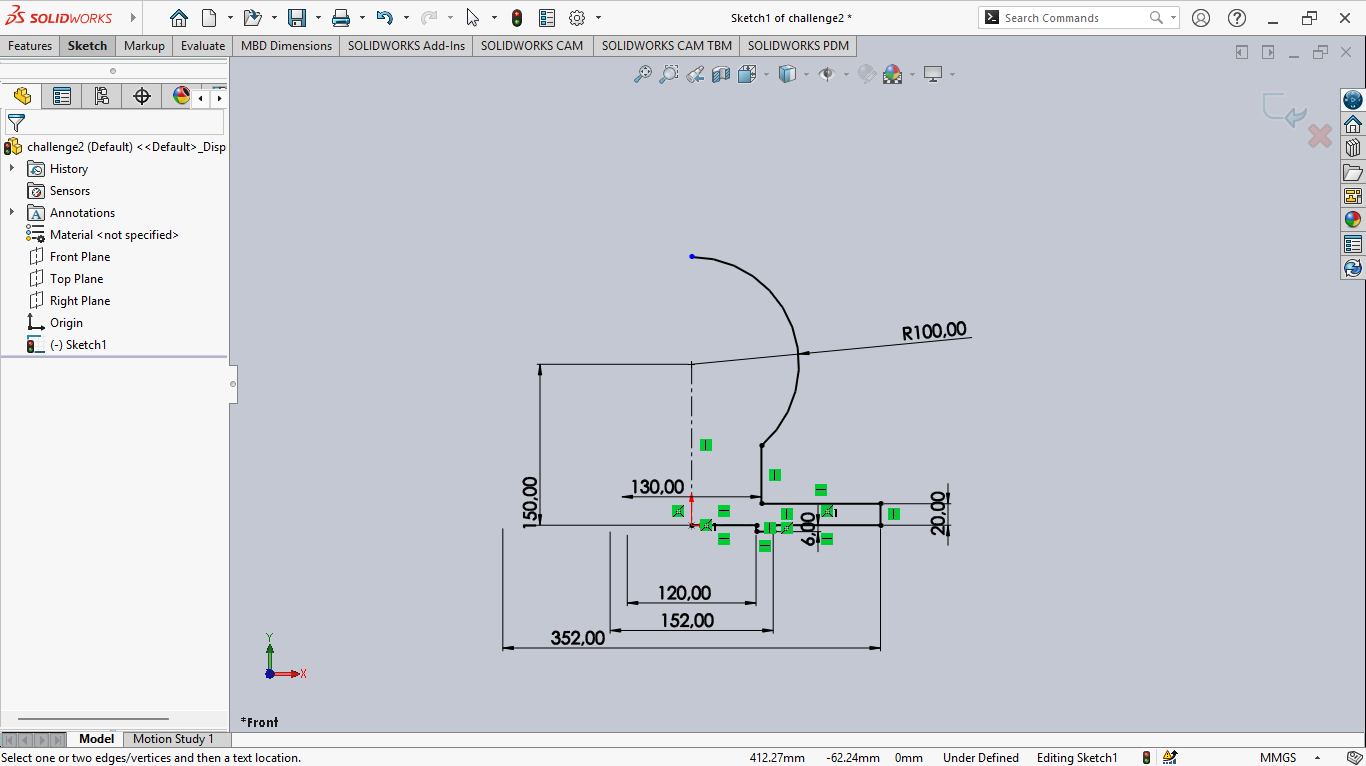 SOLIDWORKS
Sketch1 of challenge2 *
Search Commands
Features Sketch Markup Evaluate MBD Dimensions SOLIDWORKS Add-Ins SOLIDWORKS CAM SOLIDWORKS CAM TBM SOLIDWORKS PDM
challenge2 (Default) <<Default>_Disp
History
Sensors
Annotations
Material <not specified>
Front Plane
Top Plane
Right Plane
Origin
(-) Sketch1
R100,00
150,00
130,00
1
1
6,00
20,00
120,00
152,00
352,00
Y
X
*Front
Model Motion Study 1
Select one or two edges/vertices and then a text location.
412.27mm -62.24mm 0mm Under Defined Editing Sketch1 MMGS